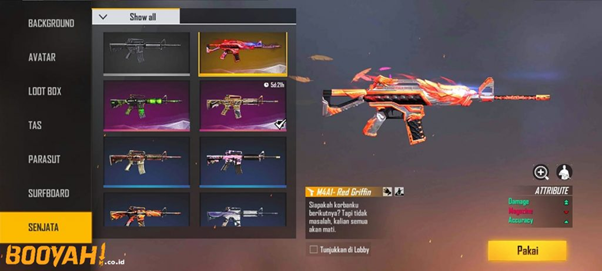 BACKGROUND
AVATAR
LOOT BOX
TAS
PARASUT
SURFBOARD
SENJATA
Show all
5d 21h
M4A1- Red Griffin
Siapakah korbanku
berikutnya? Tapi tidak
masalah, kalian semua
akan mati.
Tunjukkan di Lobby
ATTRIBUTE
Damage
Magazine
Accuracy
Pakai
BOOYAH!
.co.id